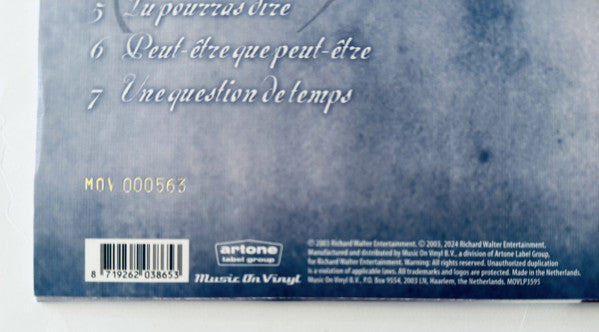 5 Tu pourras dire
6 Peut-être que peut-être
7 Une question de temps
MOV 000563
artone
label group
8 719262 038653
Music On Vinyl
℗ 2003 Richard Walter Entertainment. © 2003, 2024 Richard Walter Entertainment.
Manufactured and distributed by Music On Vinyl B.V., a division of Artone Label Group,
for Richard Walter Entertainment. Warning: All rights reserved. Unauthorized duplication
is a violation of applicable laws. All trademarks and logos are protected. Made in the Netherlands.
Music On Vinyl B.V. · P.O. Box 9554, 2003 LN, Haarlem, the Netherlands. MOVLP3595